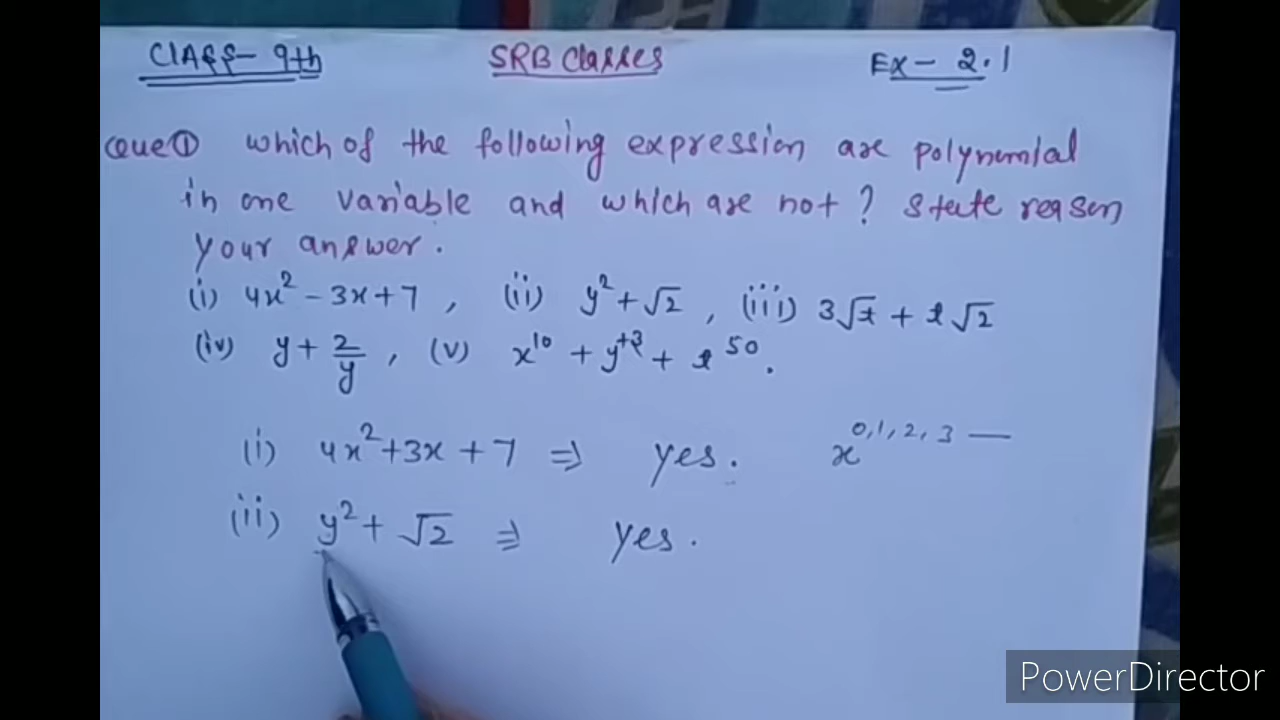 Class- 9th SRB Classes Ex- 2.1
Que① which of the following expression are polynomial
in one variable and which are not ? state reason
your answer.
(i) 4x² - 3x + 7 , (ii) y² + √2 , (iii) 3√t + t√2
(iv) y + 2/y , (v) x¹⁰ + y⁺³ + t⁵⁰.
(i) 4x² + 3x + 7 ⇒ yes. x⁰,¹,²,³ —
(ii) y² + √2 ⇒ yes.
PowerDirector